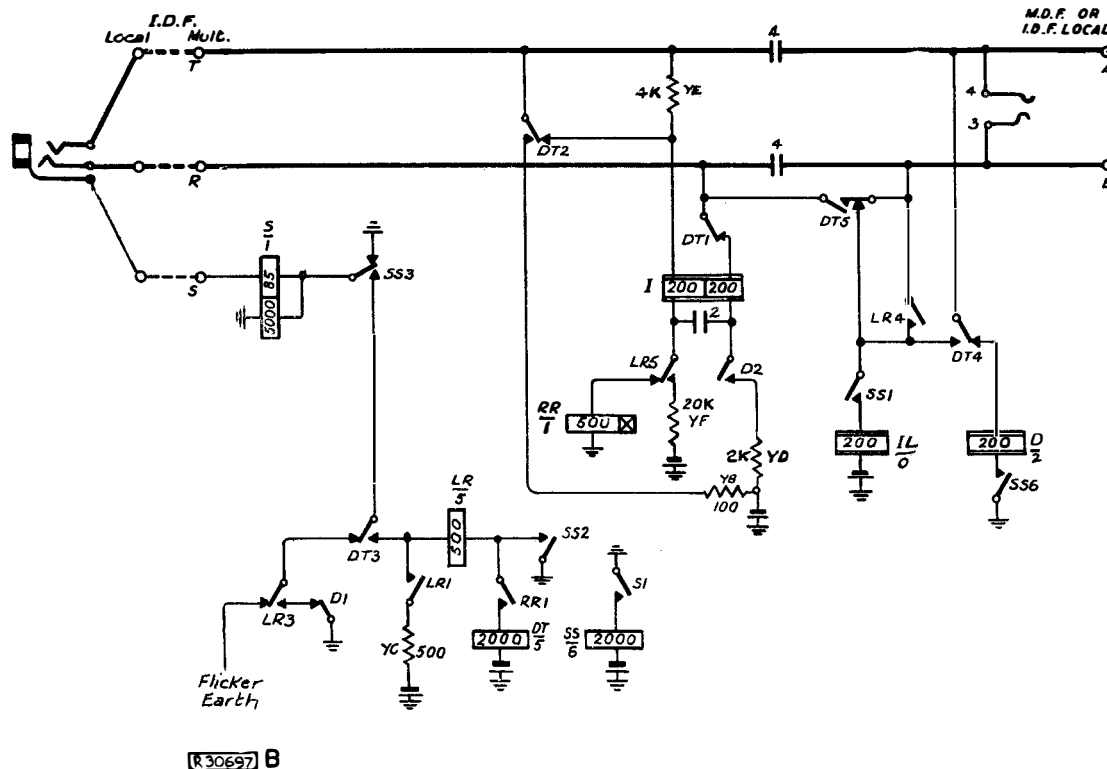 I.D.F.
Local Mult.
M.D.F. OR
I.D.F. LOCAL
T
4
4K YE
4
3
DT2
R
4
DT5
DT1
S
1
85
5000
SS3
S
I 200 200
2
LR4
DT4
LR5
D2
SS1
RR
1
500
20K
YF
2K YD
YB
100
200 IL
0
200 D
2
SS6
LR
5
500
SS2
DT3
LR1
RR1
S1
LR3
D1
YC 500
2000 DT
5
SS
6
2000
Flicker
Earth
R30697 B